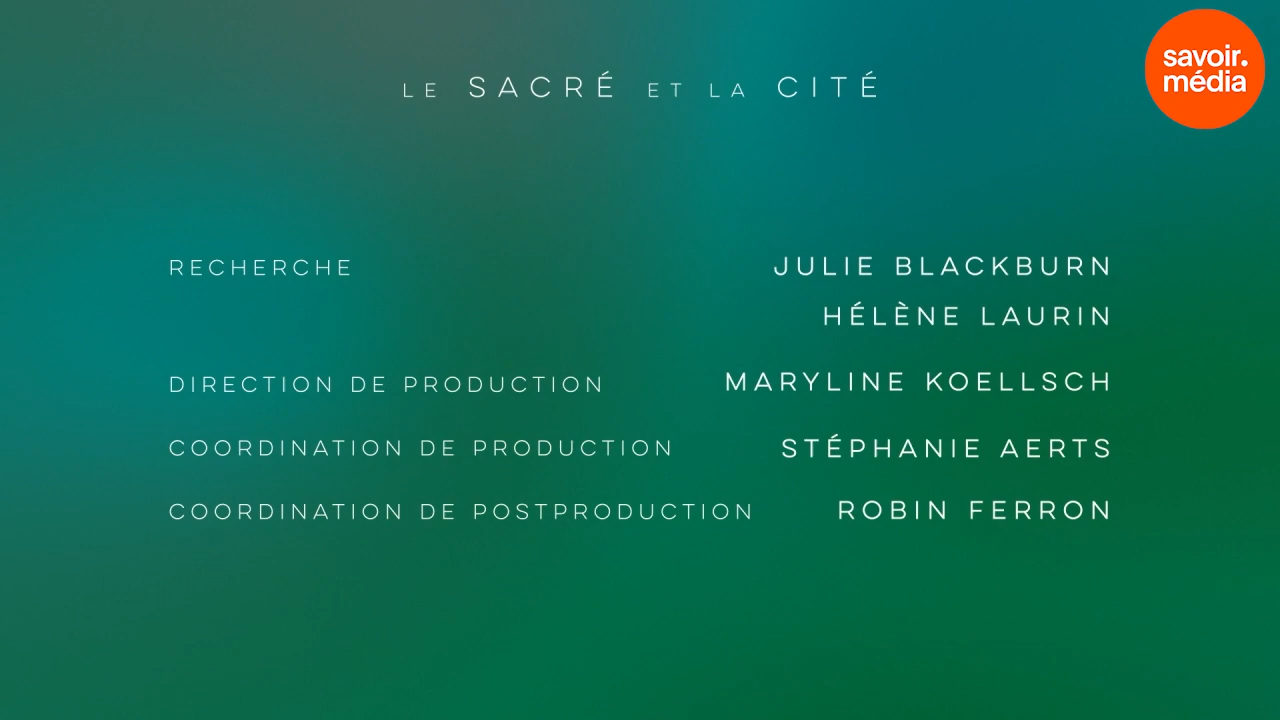 LE SACRÉ ET LA CITÉ
savoir.
média
RECHERCHE JULIE BLACKBURN
HÉLÈNE LAURIN
DIRECTION DE PRODUCTION MARYLINE KOELLSCH
COORDINATION DE PRODUCTION STÉPHANIE AERTS
COORDINATION DE POSTPRODUCTION ROBIN FERRON